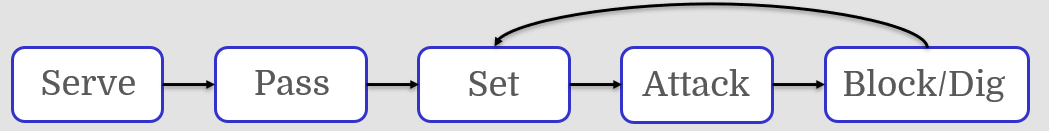 Serve
Pass
Set
Attack
Block/Dig